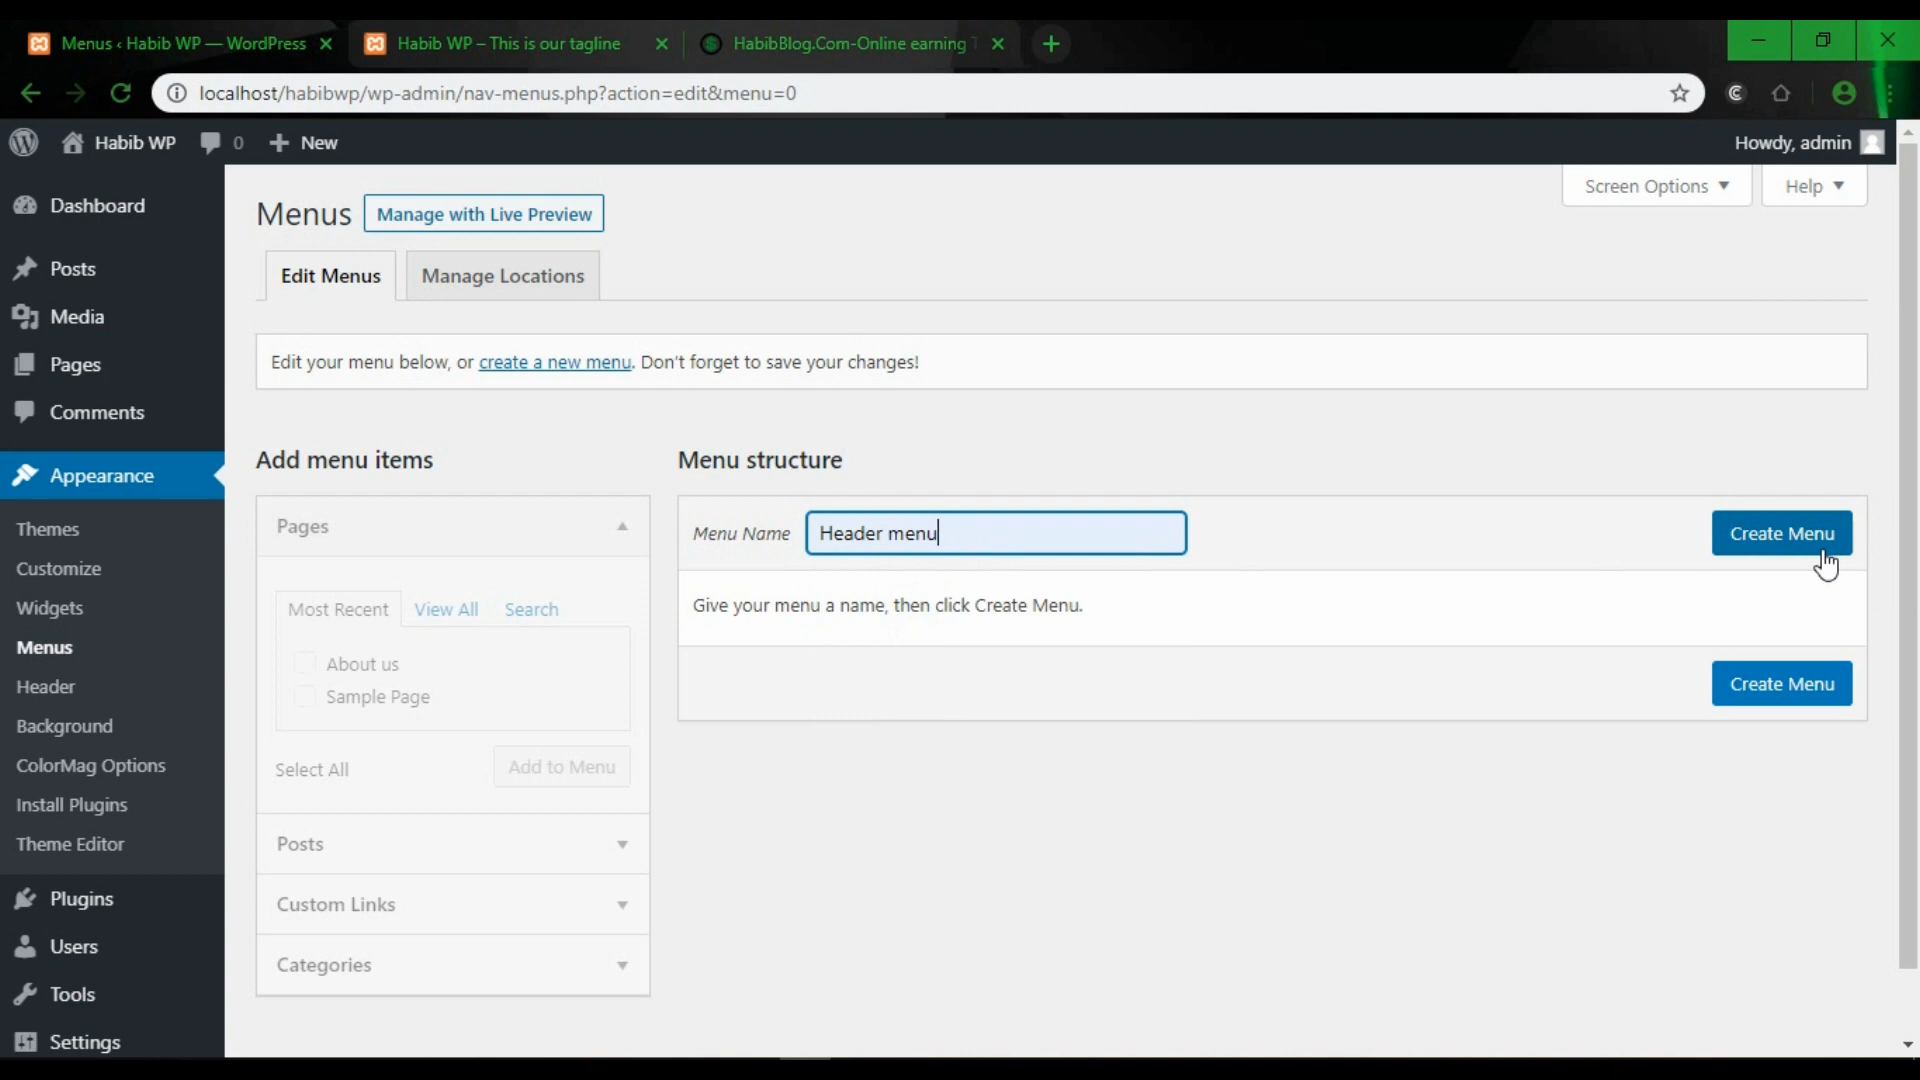 Menus ‹ Habib WP — WordPress
Habib WP – This is our tagline
HabibBlog.Com-Online earning T
localhost/habibwp/wp-admin/nav-menus.php?action=edit&menu=0
Habib WP
0
New
Howdy, admin
Screen Options
Help
Dashboard
Posts
Media
Pages
Comments
Appearance
Themes
Customize
Widgets
Menus
Header
Background
ColorMag Options
Install Plugins
Theme Editor
Plugins
Users
Tools
Settings
Menus
Manage with Live Preview
Edit Menus
Manage Locations
Edit your menu below, or create a new menu. Don't forget to save your changes!
Add menu items
Pages
Most Recent
View All
Search
About us
Sample Page
Select All
Add to Menu
Posts
Custom Links
Categories
Menu structure
Menu Name
Header menu
Create Menu
Give your menu a name, then click Create Menu.
Create Menu